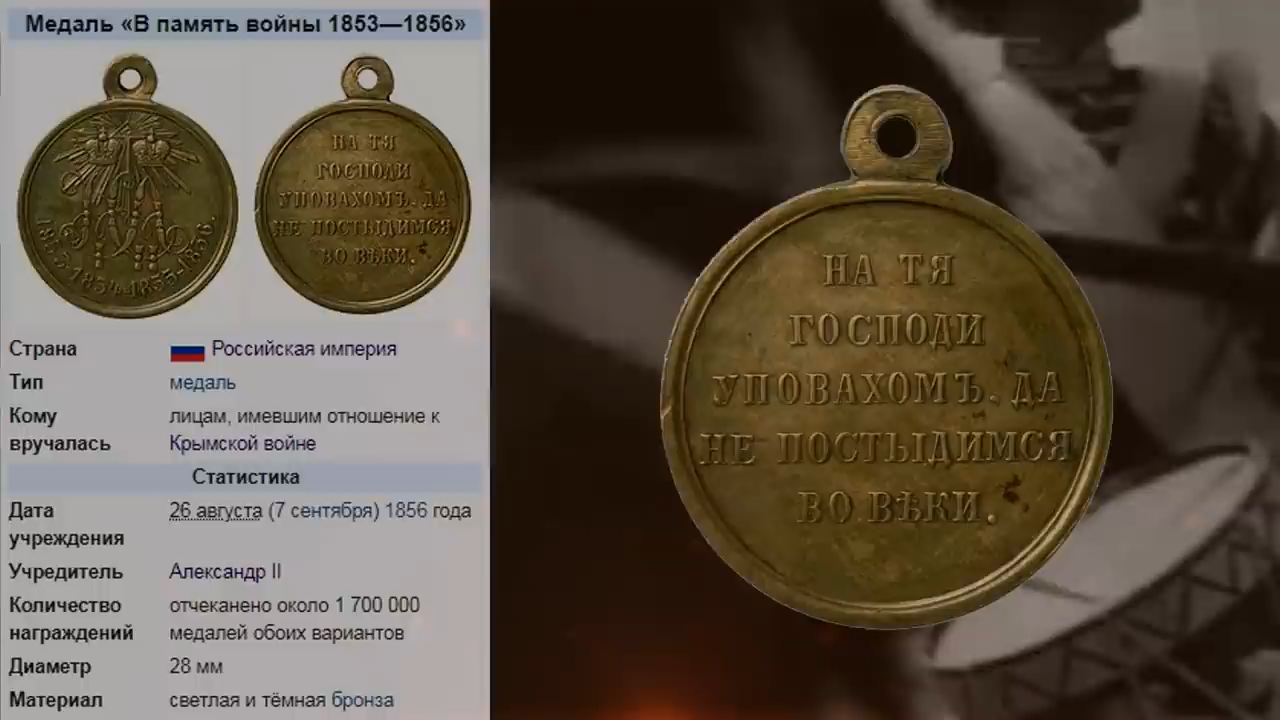 Медаль «В память войны 1853—1856»
1853-1854-1855-1856.
НА ТЯ
ГОСПОДИ
УПОВАХОМЪ. ДА
НЕ ПОСТЫДИМСЯ
ВО ВѢКИ.
Страна Российская империя
Тип медаль
Кому вручалась лицам, имевшим отношение к
Крымской войне
Статистика
Дата учреждения 26 августа (7 сентября) 1856 года
Учредитель Александр II
Количество награждений отчеканено около 1 700 000
медалей обоих вариантов
Диаметр 28 мм
Материал светлая и тёмная бронза
НА ТЯ
ГОСПОДИ
УПОВАХОМЪ. ДА
НЕ ПОСТЫДИМСЯ
ВО ВѢКИ.